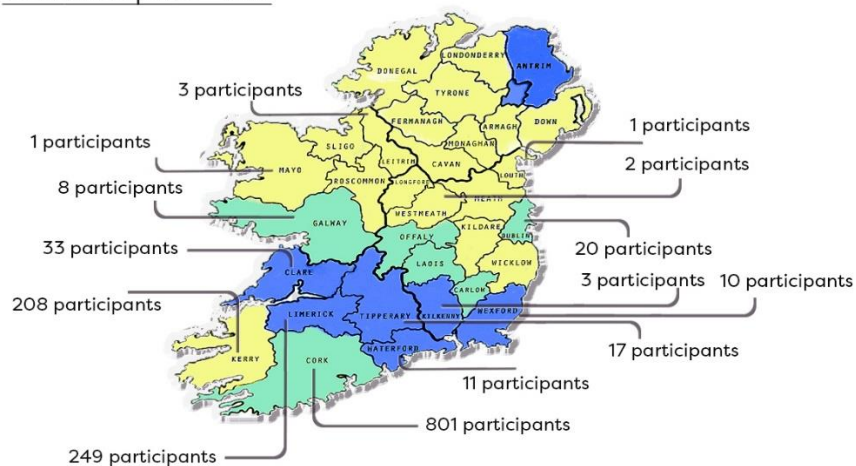 LONDONDERRY
ANTRIM
DONEGAL
TYRONE
3 participants
FERMANAGH
ARMAGH
DOWN
1 participants
1 participants
MONAGHAN
SLIGO
LEITRIM
CAVAN
2 participants
MAYO
ROSCOMMON
LONGFORD
LOUTH
8 participants
MEATH
WESTMEATH
GALWAY
OFFALY
KILDARE
DUBLIN
33 participants
20 participants
LAOIS
WICKLOW
CLARE
3 participants
10 participants
CARLOW
208 participants
LIMERICK
TIPPERARY
KILKENNY
WEXFORD
17 participants
WATERFORD
KERRY
CORK
11 participants
801 participants
249 participants